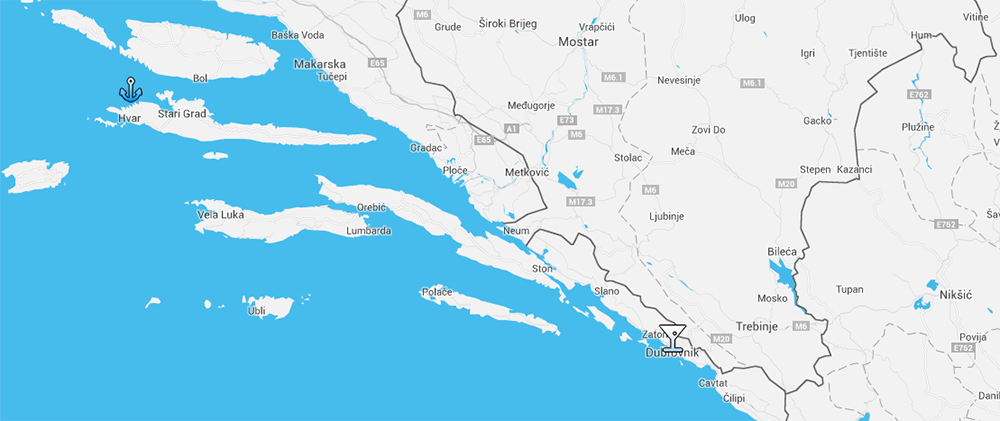 M6
Široki Brijeg
Vrapčići
Ulog
Vitine
Grude
Mostar
Hum
Baška Voda
Igri
Tjentište
Makarska
E65
Tučepi
M6.1
Nevesinje
M6.1
Bol
E762
Hvar
Stari Grad
Međugorje
M17.3
E73
Gacko
Plužine
A1
M6
Zovi Do
E65
Gradac
Meča
Stolac
Ploče
Metković
Stepen
Kazanci
M20
M6
Orebić
M17.3
Vela Luka
Ljubinje
Lumbarda
Neum
E762
Bileća
Ston
Polače
Slano
Mosko
Tupan
Nikšić
Ubli
Trebinje
M6
Zaton
M20
Povija
E762
Dubrovnik
Cavtat
Čilipi